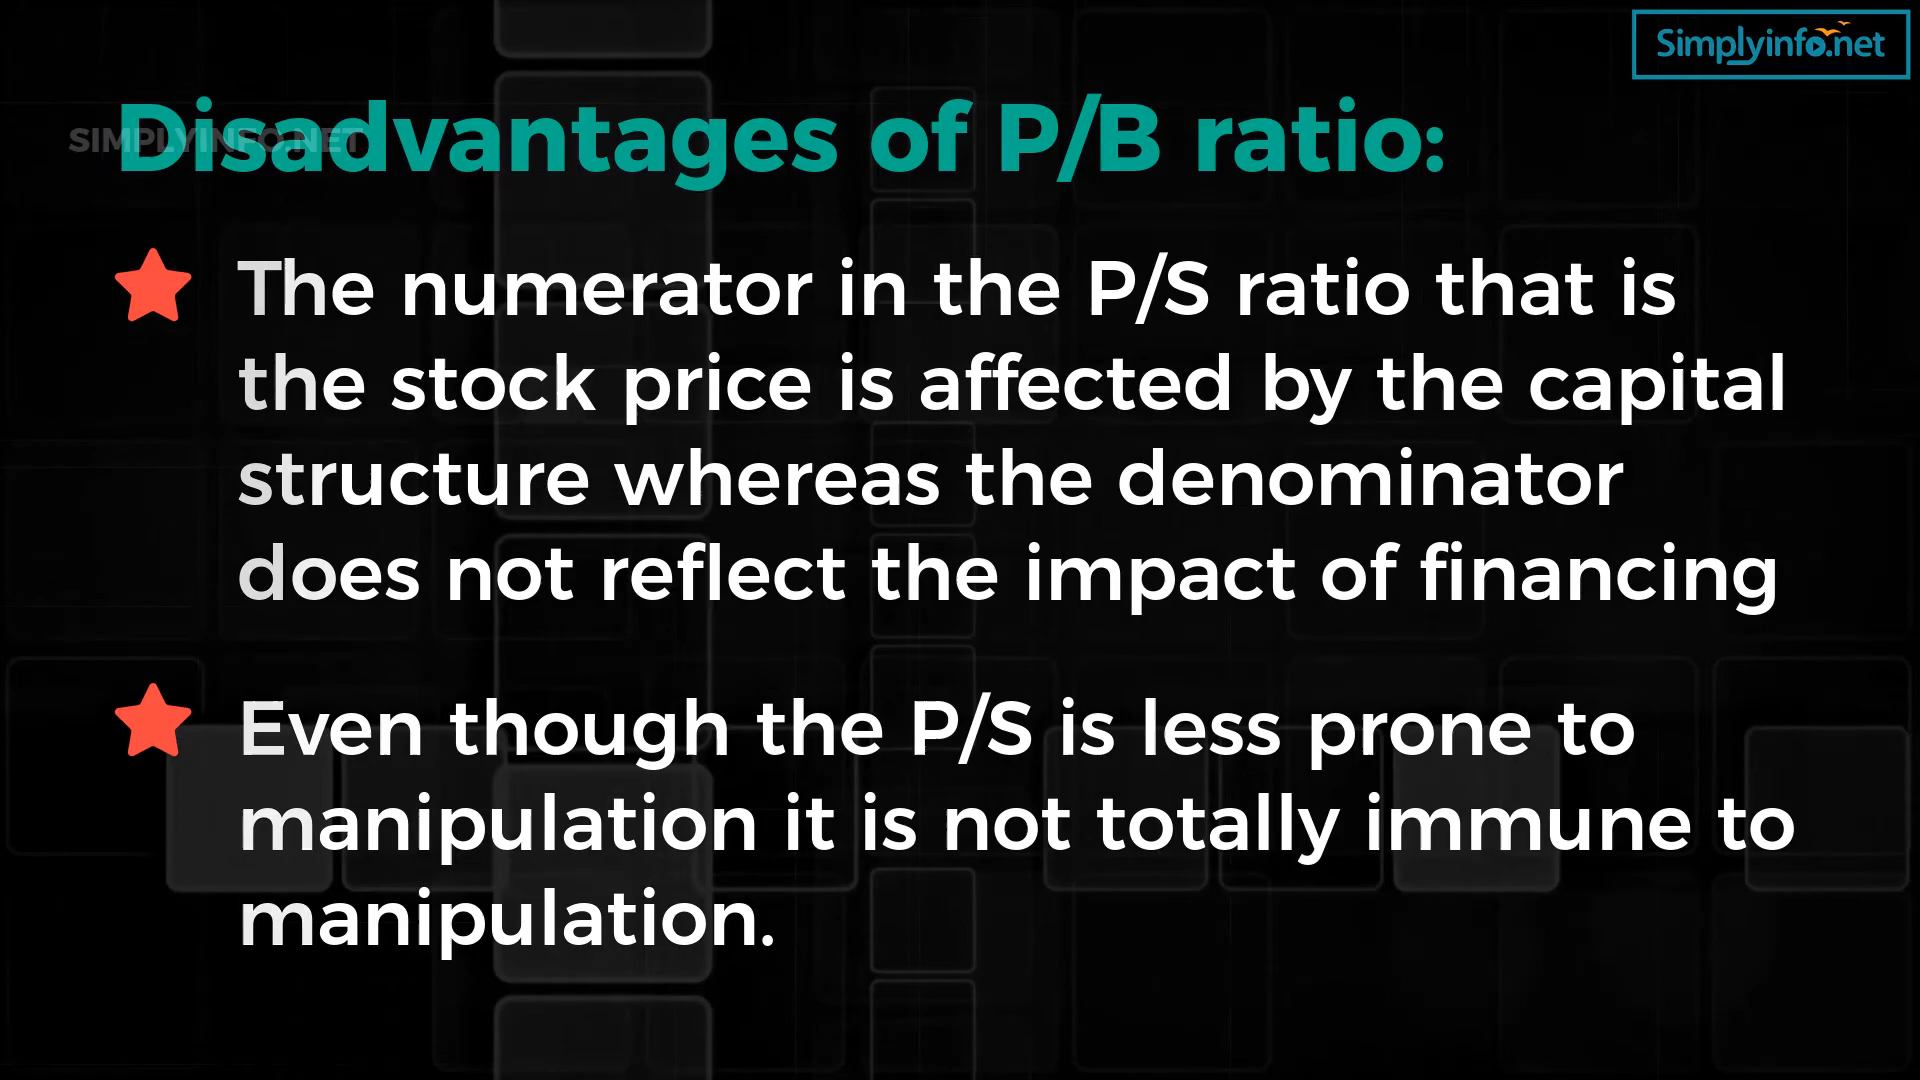 Simplyinfo.net
SIMPLYINFO.NET
Disadvantages of P/B ratio:
The numerator in the P/S ratio that is
the stock price is affected by the capital
structure whereas the denominator
does not reflect the impact of financing
Even though the P/S is less prone to
manipulation it is not totally immune to
manipulation.